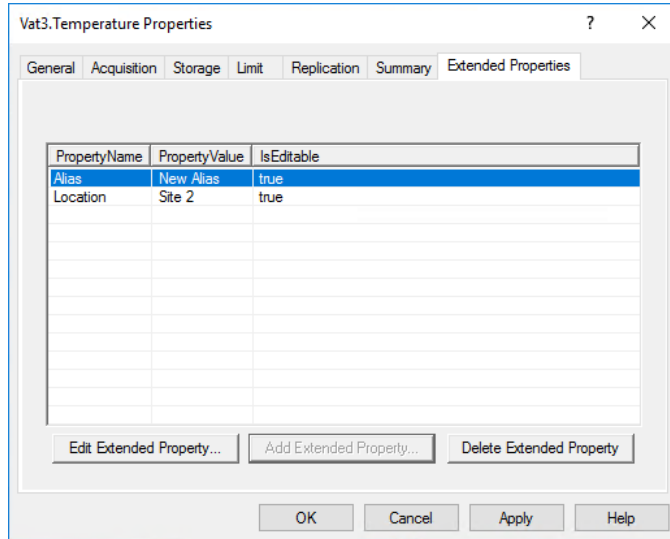 Vat3.Temperature Properties ?
General Acquisition Storage Limit Replication Summary Extended Properties
PropertyName PropertyValue IsEditable
Alias New Alias true
Location Site 2 true
Edit Extended Property... Add Extended Property... Delete Extended Property
OK Cancel Apply Help